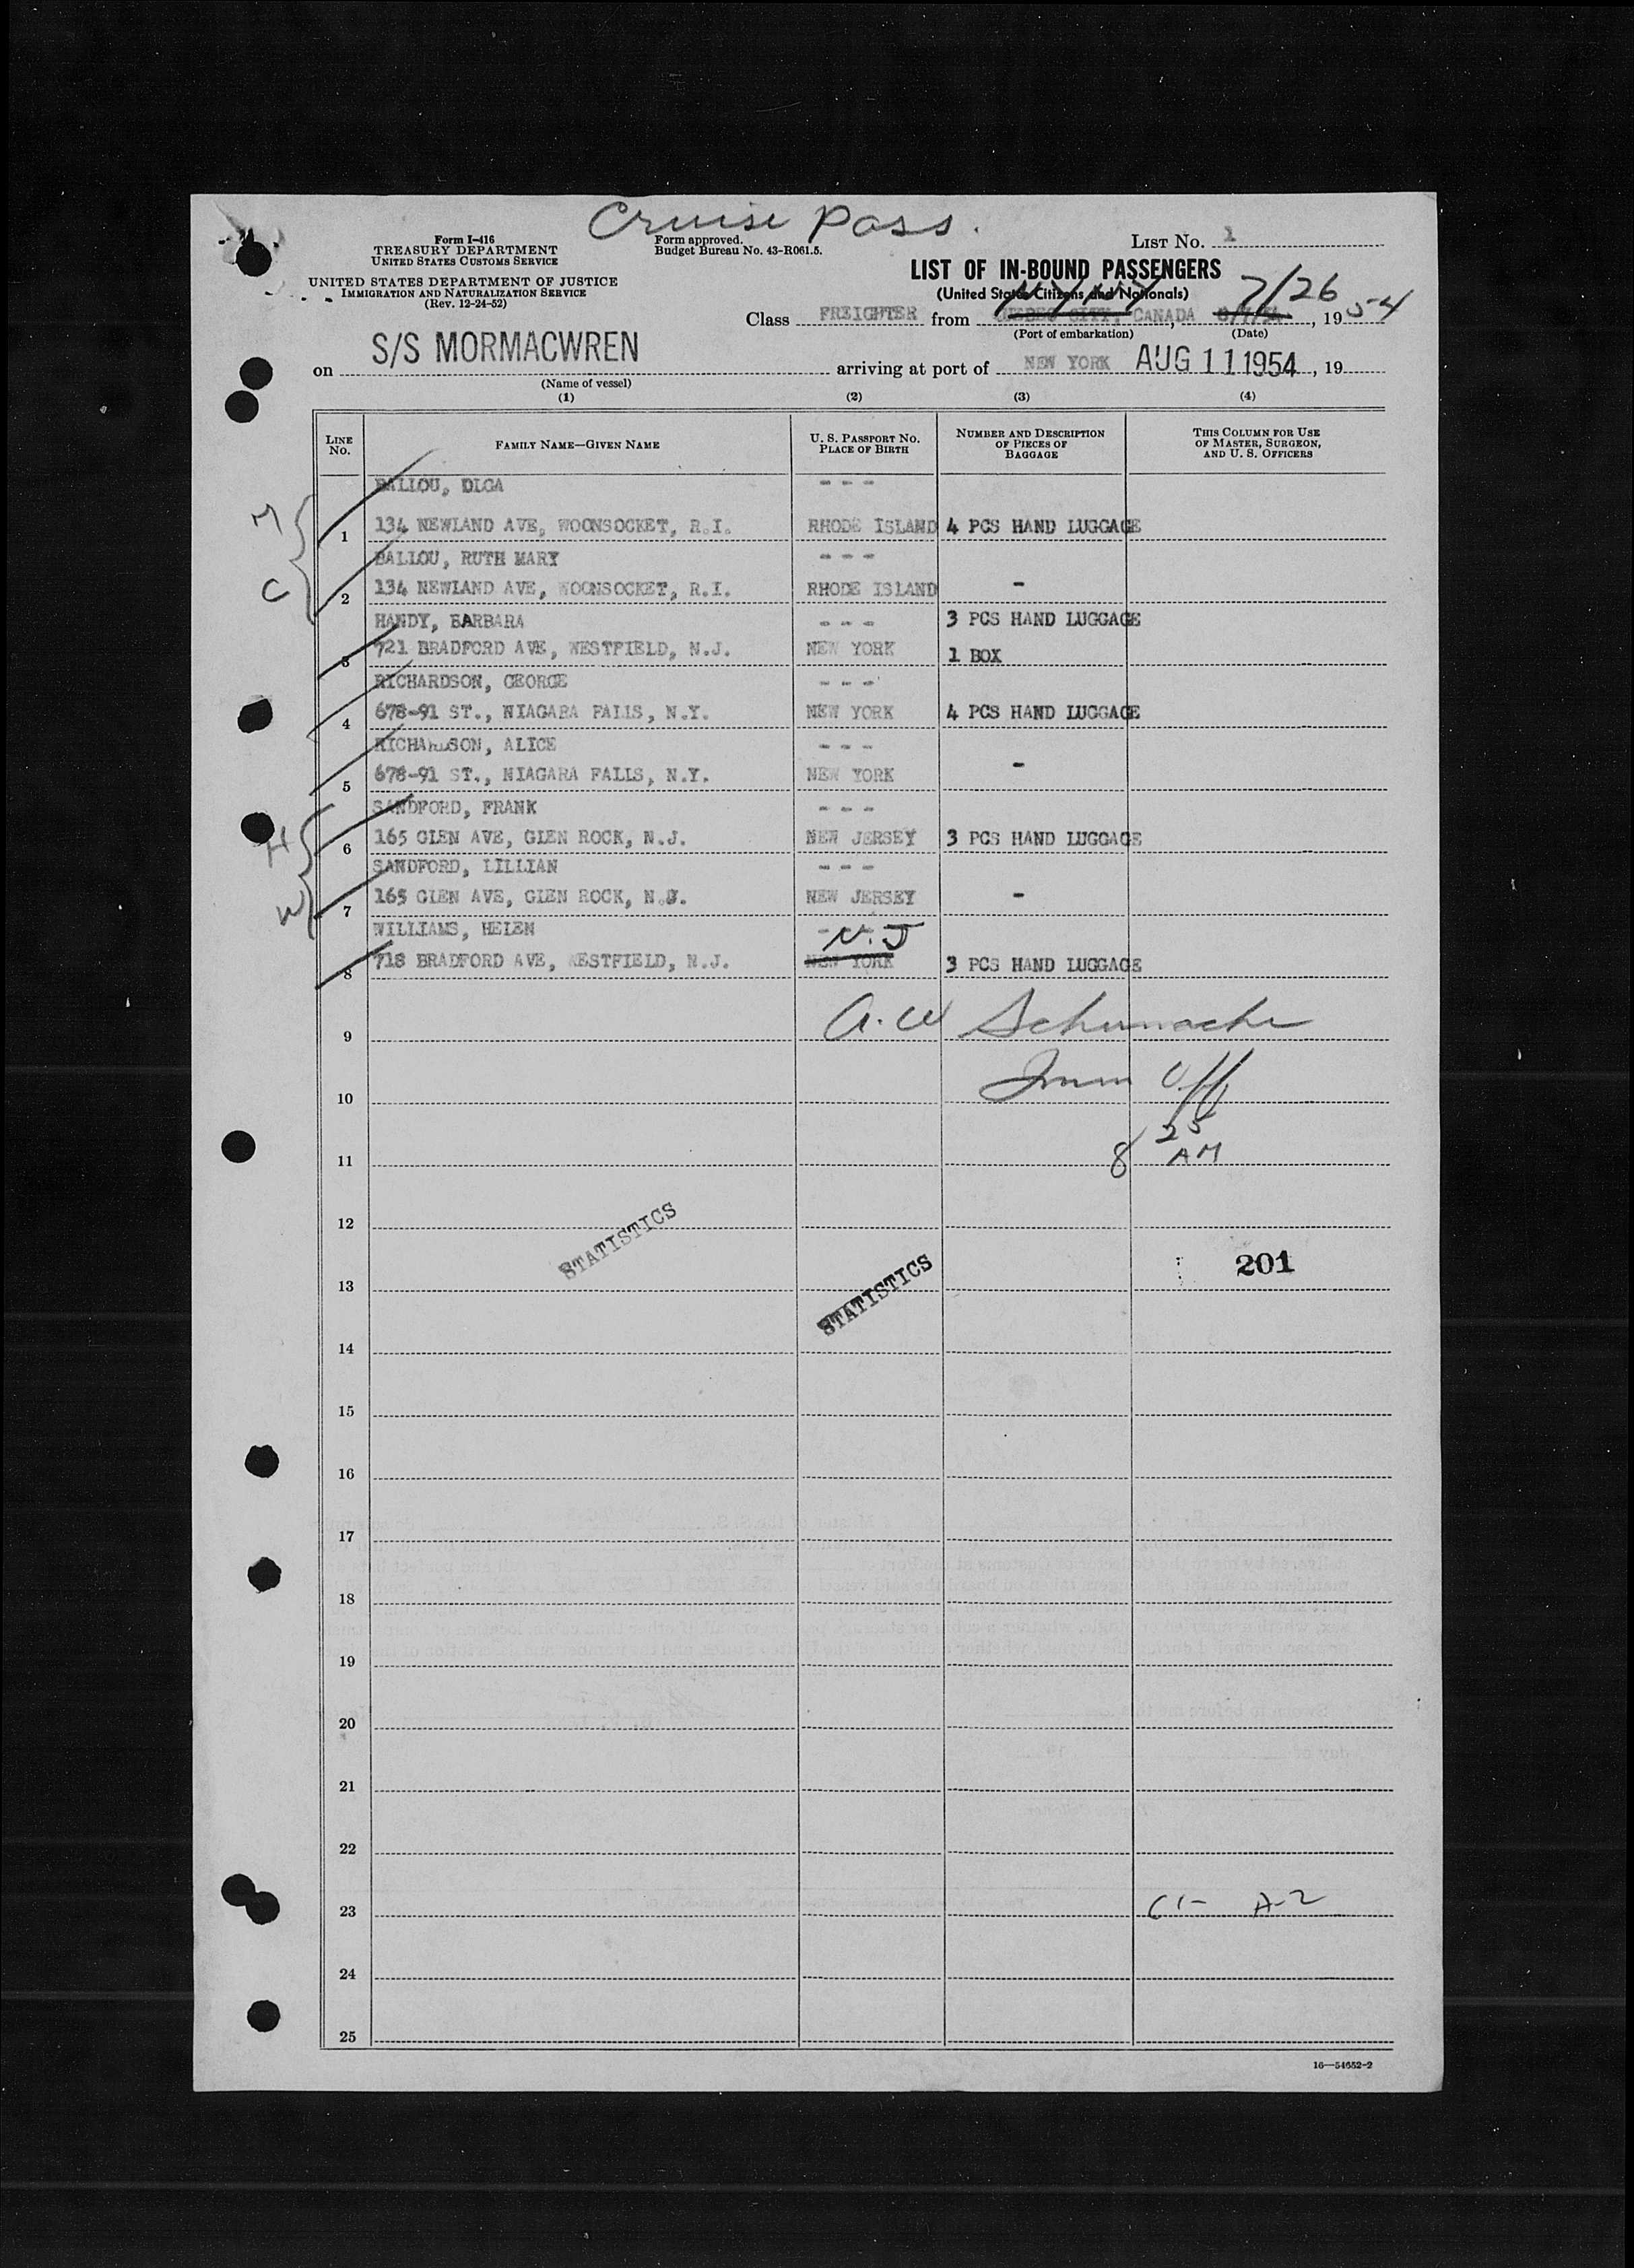 Cruise Pass.
Form I-416
TREASURY DEPARTMENT
UNITED STATES CUSTOMS SERVICE
UNITED STATES DEPARTMENT OF JUSTICE
IMMIGRATION AND NATURALIZATION SERVICE
(Rev. 12-24-52)
Form approved.
Budget Bureau No. 43-R061.5.
LIST No. 1
LIST OF IN-BOUND PASSENGERS
(United States Citizens and Nationals)
NY NY 7/26
Class FREIGHTER from QUEBEC CITY, CANADA, 1954
(Port of embarkation) (Date)
on S/S MORMACWREN arriving at port of NEW YORK AUG 11 1954, 19
(Name of vessel)
(1) (2) (3) (4)
LINE No. FAMILY NAME—GIVEN NAME U. S. PASSPORT No. PLACE OF BIRTH NUMBER AND DESCRIPTION OF PIECES OF BAGGAGE THIS COLUMN FOR USE OF MASTER, SURGEON, AND U. S. OFFICERS
BALLOU, OLGA - - -
M
1 134 NEWLAND AVE, WOONSOCKET, R.I. RHODE ISLAND 4 PCS HAND LUGGAGE
BALLOU, RUTH MARY - - -
C
2 134 NEWLAND AVE, WOONSOCKET, R.I. RHODE ISLAND -
HANDY, BARBARA - - - 3 PCS HAND LUGGAGE
3 721 BRADFORD AVE, WESTFIELD, N.J. NEW YORK 1 BOX
RICHARDSON, GEORGE - - -
4 678-91 ST., NIAGARA FALLS, N.Y. NEW YORK 4 PCS HAND LUGGAGE
RICHARDSON, ALICE - - -
5 678-91 ST., NIAGARA FALLS, N.Y. NEW YORK -
SANDFORD, FRANK - - -
H
6 165 GLEN AVE, GLEN ROCK, N.J. NEW JERSEY 3 PCS HAND LUGGAGE
SANDFORD, LILLIAN - - -
W
7 165 GLEN AVE, GLEN ROCK, N.J. NEW JERSEY -
WILLIAMS, HELEN - - -
N.J
8 718 BRADFORD AVE, WESTFIELD, N.J. NEW YORK 3 PCS HAND LUGGAGE
9 A. W Schumacher
10 Imm Off
11 8 25 AM
12
STATISTICS
13 201
STATISTICS
14
15
16
17
18
19
20
21
22
23 A-2
24
25
16—54652-2